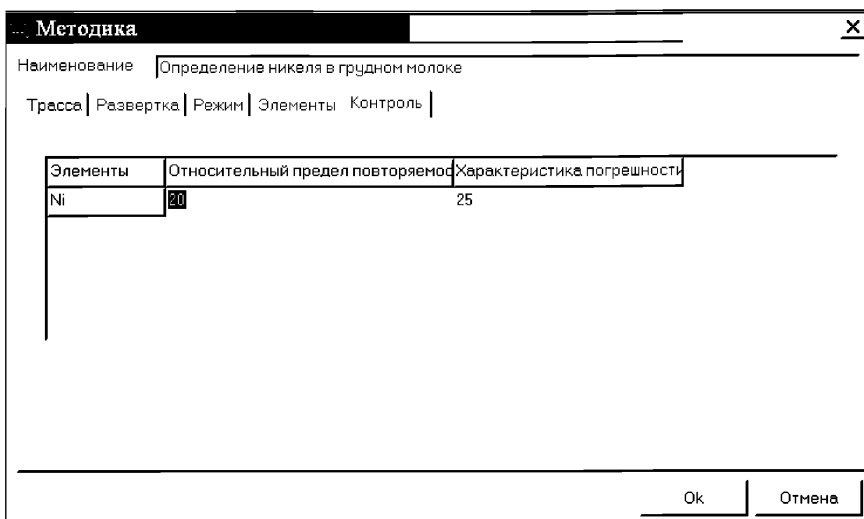 Методика
Наименование Определение никеля в грудном молоке
Трасса Развертка Режим Элементы Контроль
Элементы Относительный предел повторяемос Характеристика погрешности
Ni 20 25
Ok Отмена